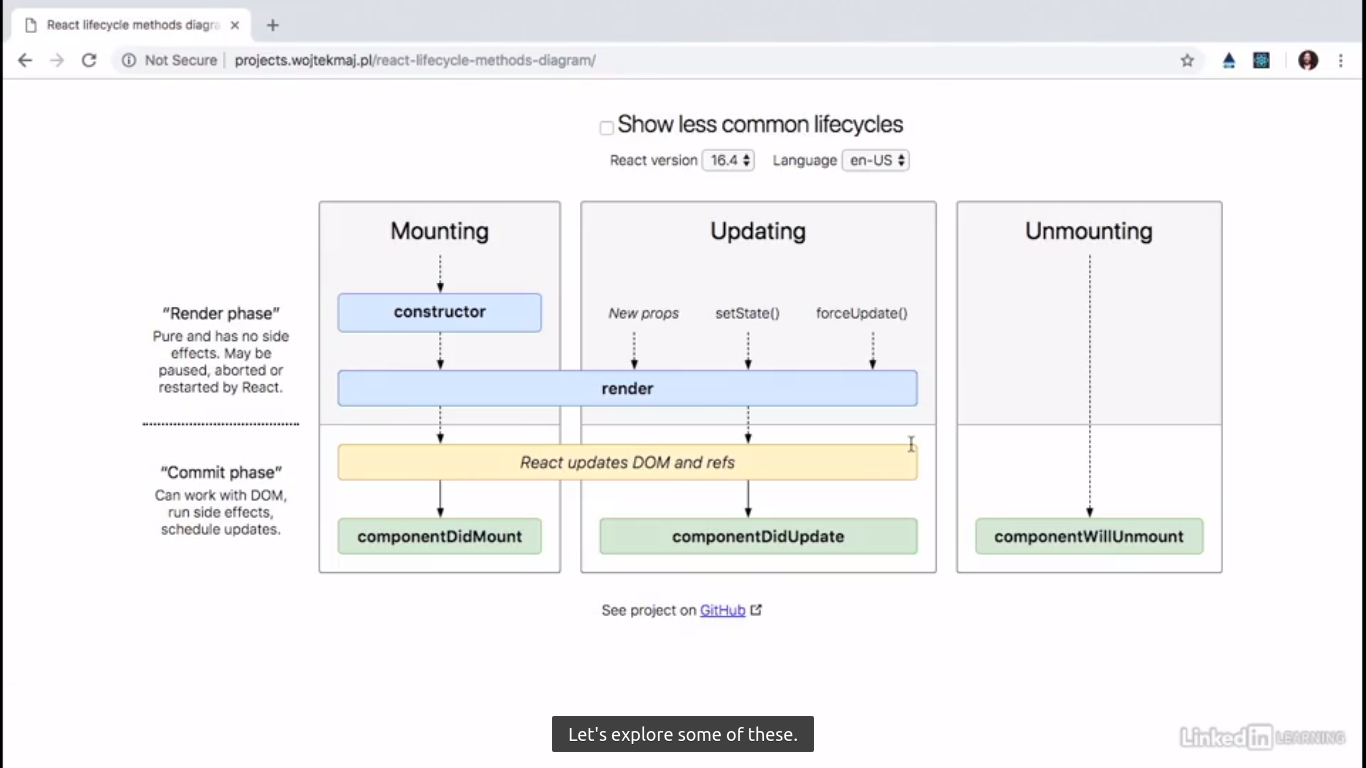 React lifecycle methods diagra
Not Secure
projects.wojtekmaj.pl/react-lifecycle-methods-diagram/
Show less common lifecycles
React version 16.4 Language en-US
Mounting
Updating
Unmounting
“Render phase”
Pure and has no side
effects. May be
paused, aborted or
restarted by React.
constructor
New props
setState()
forceUpdate()
render
“Commit phase”
Can work with DOM,
run side effects,
schedule updates.
React updates DOM and refs
componentDidMount
componentDidUpdate
componentWillUnmount
See project on GitHub
Let's explore some of these.
Linked in LEARNING